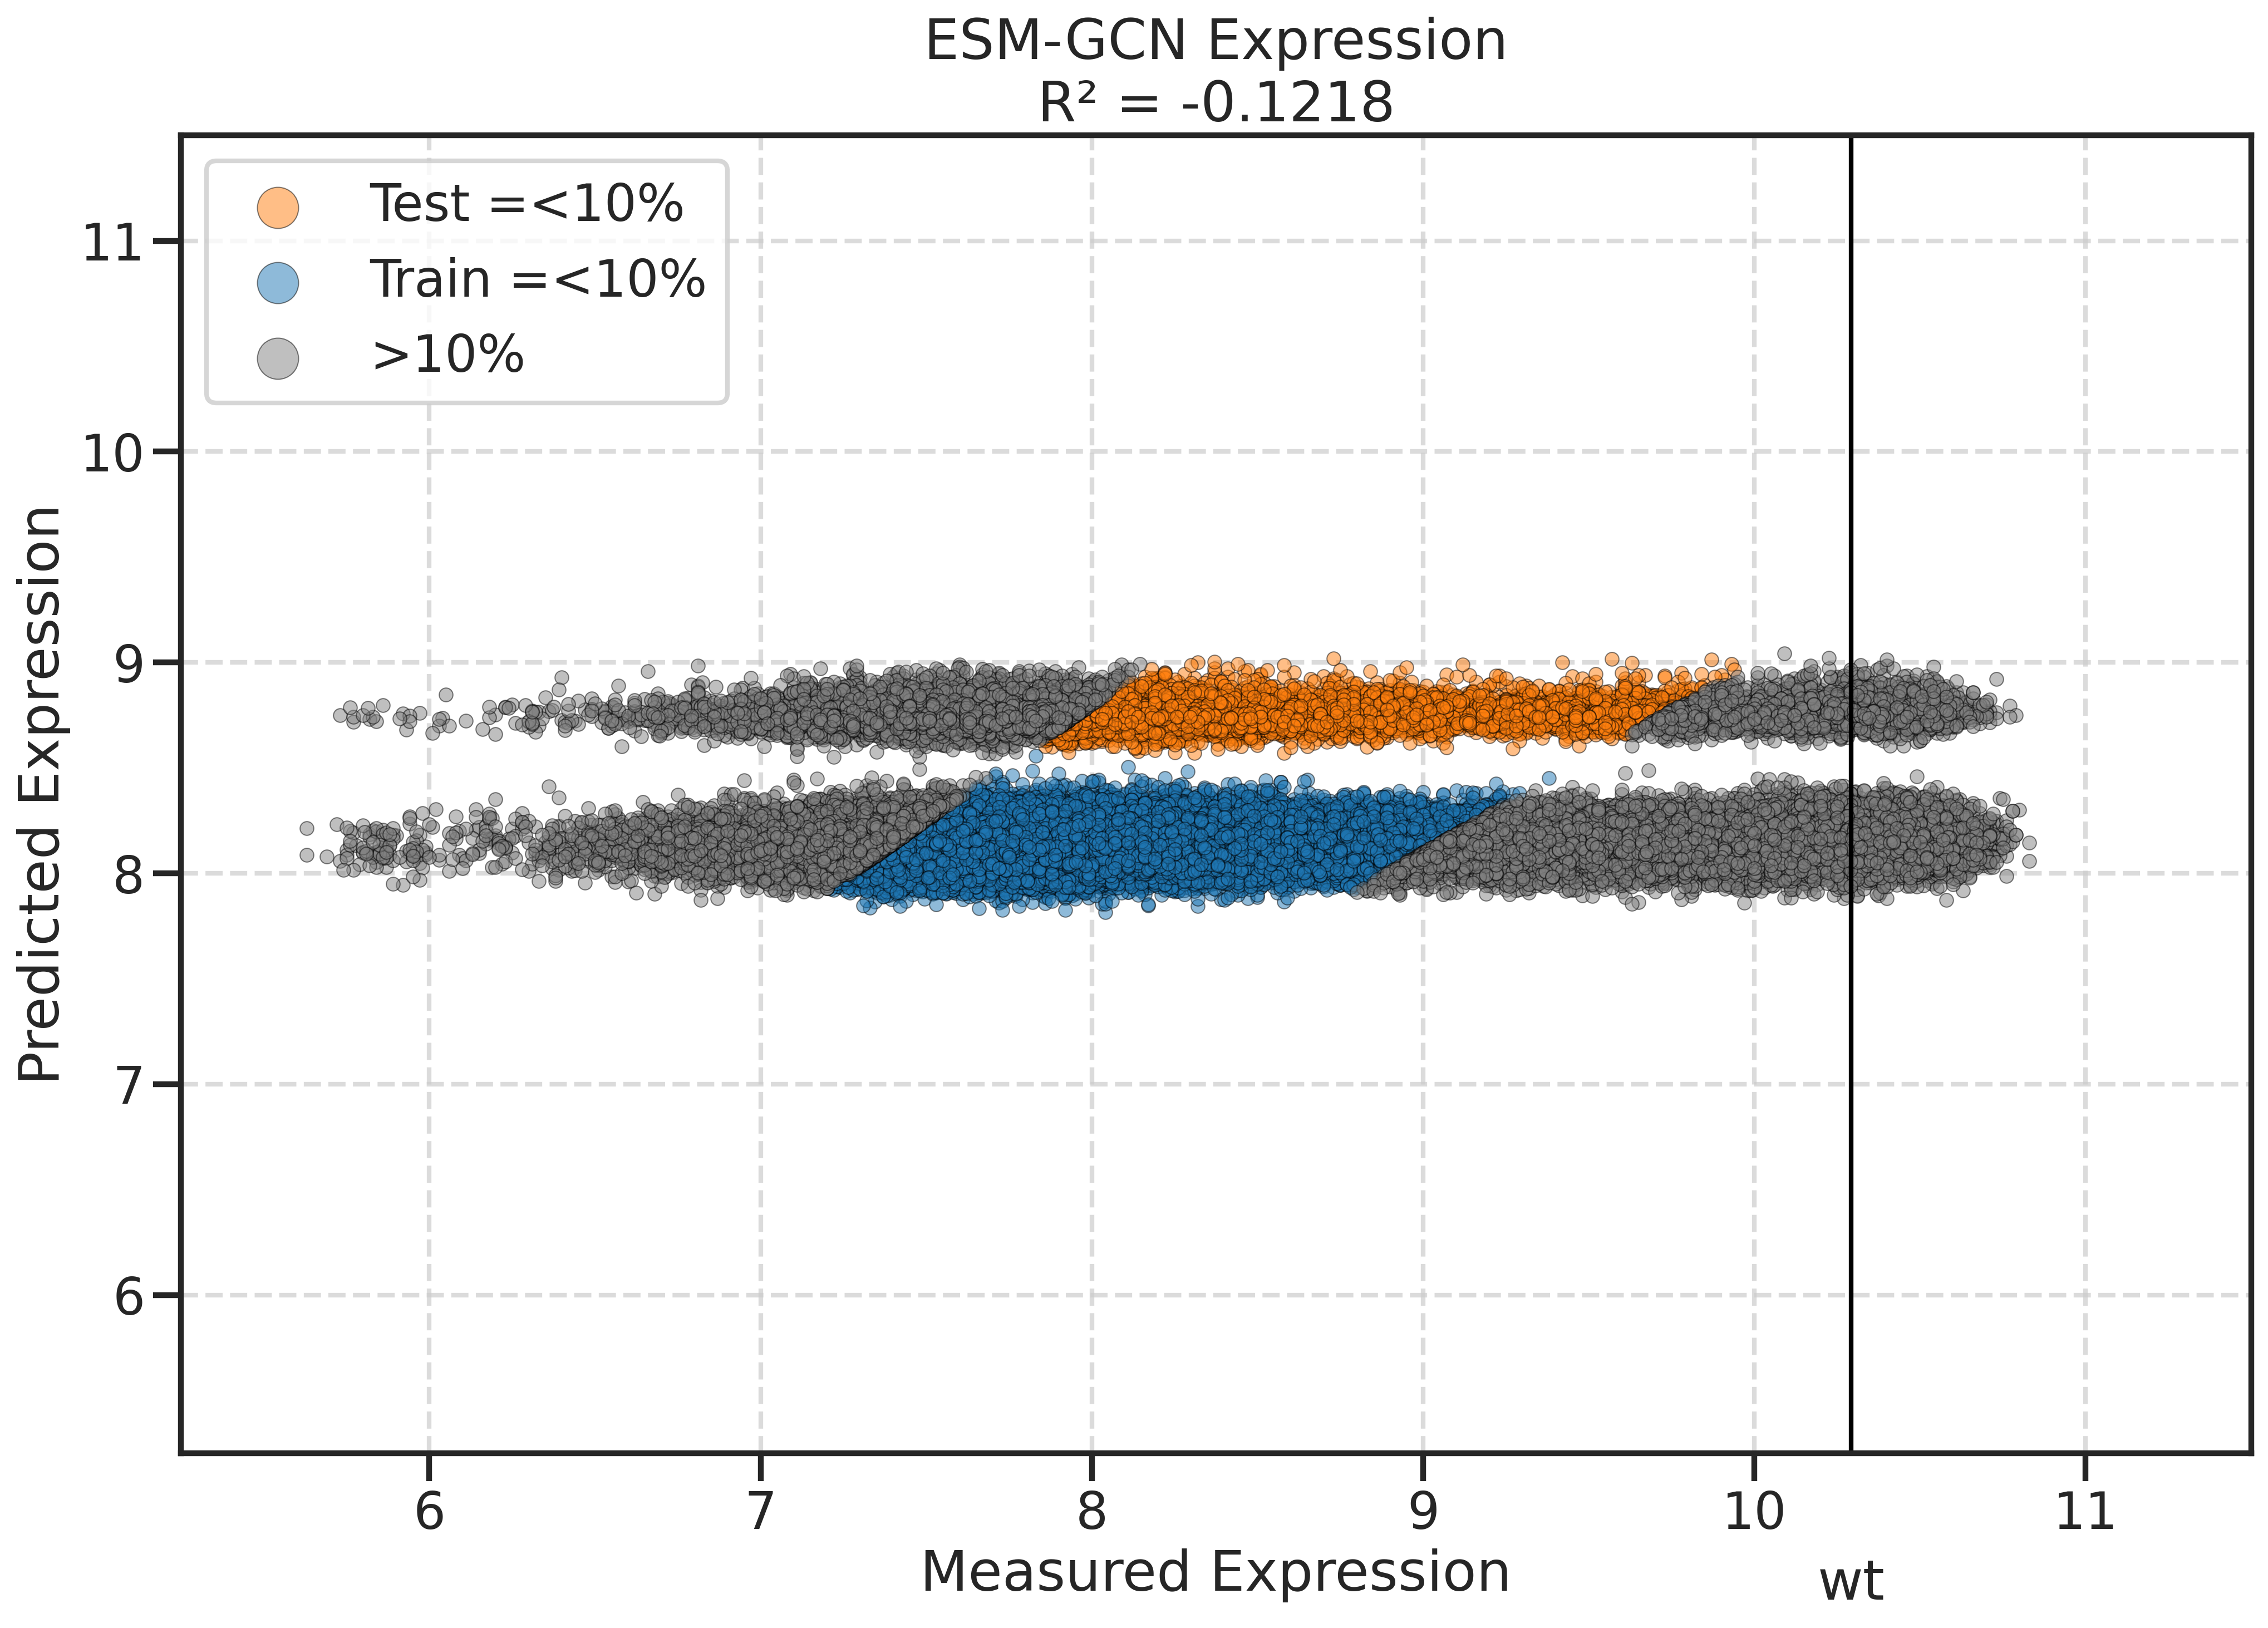 ESM-GCN Expression
R² = -0.1218
Test =<10%
Train =<10%
>10%
11
10
9
8
7
6
Predicted Expression
6
7
8
9
10
11
Measured Expression
wt